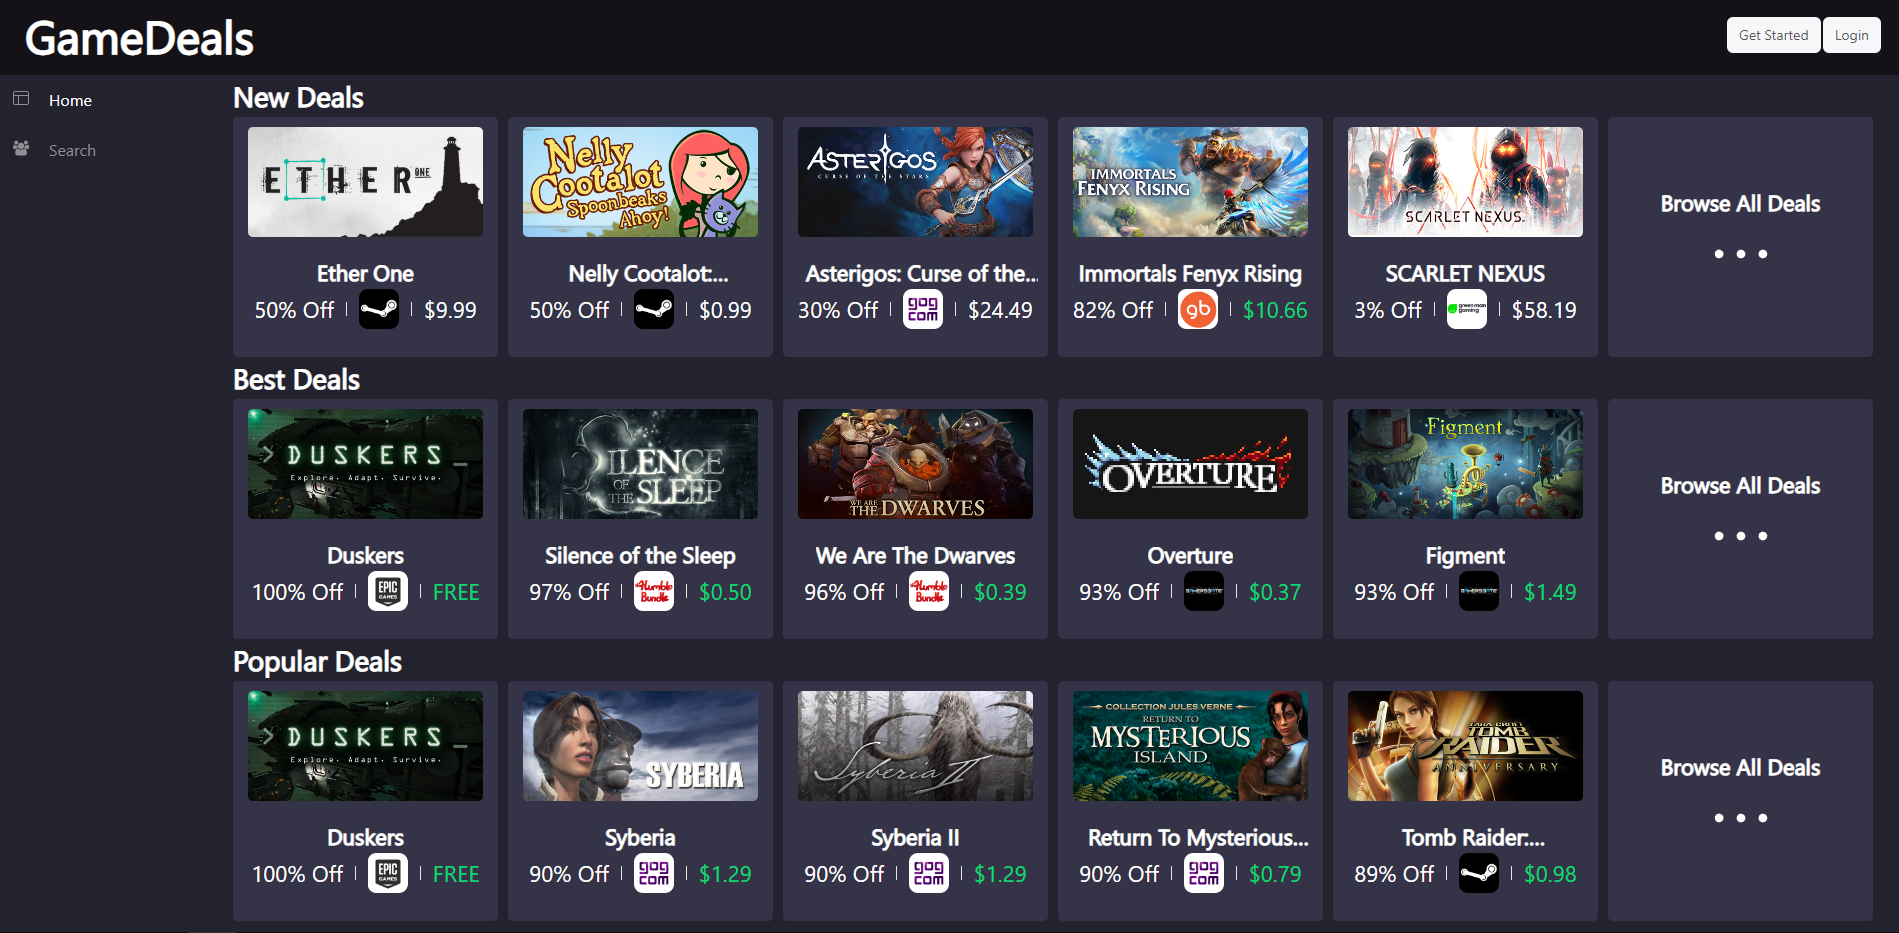 GameDeals
Get Started
Login
Home
Search
New Deals
ETHER ONE
Nelly
Cootalot
Spoonbeaks
Ahoy!
ASTERIGOS
CURSE OF THE STARS
IMMORTALS
FENYX RISING
SCARLET NEXUS
Browse All Deals
Ether One
50% Off | $9.99
Nelly Cootalot:...
50% Off | $0.99
Asterigos: Curse of the...
30% Off | gog com | $24.49
Immortals Fenyx Rising
82% Off | gb | $10.66
SCARLET NEXUS
3% Off | green man gaming | $58.19
Best Deals
> DUSKERS _
Explore. Adapt. Survive.
SILENCE
OF THE SLEEP
WE ARE
THE DWARVES
OVERTURE
Figment
Browse All Deals
Duskers
100% Off | EPIC GAMES | FREE
Silence of the Sleep
97% Off | Humble Bundle | $0.50
We Are The Dwarves
96% Off | Humble Bundle | $0.39
Overture
93% Off | GAMERSGATE | $0.37
Figment
93% Off | GAMERSGATE | $1.49
Popular Deals
> DUSKERS _
Explore. Adapt. Survive.
SYBERIA
Syberia II
COLLECTION JULES VERNE
RETURN TO
MYSTERIOUS
ISLAND
LARA CROFT
TOMB
RAIDER
ANNIVERSARY
Browse All Deals
Duskers
100% Off | EPIC GAMES | FREE
Syberia
90% Off | gog com | $1.29
Syberia II
90% Off | gog com | $1.29
Return To Mysterious...
90% Off | gog com | $0.79
Tomb Raider:...
89% Off | $0.98